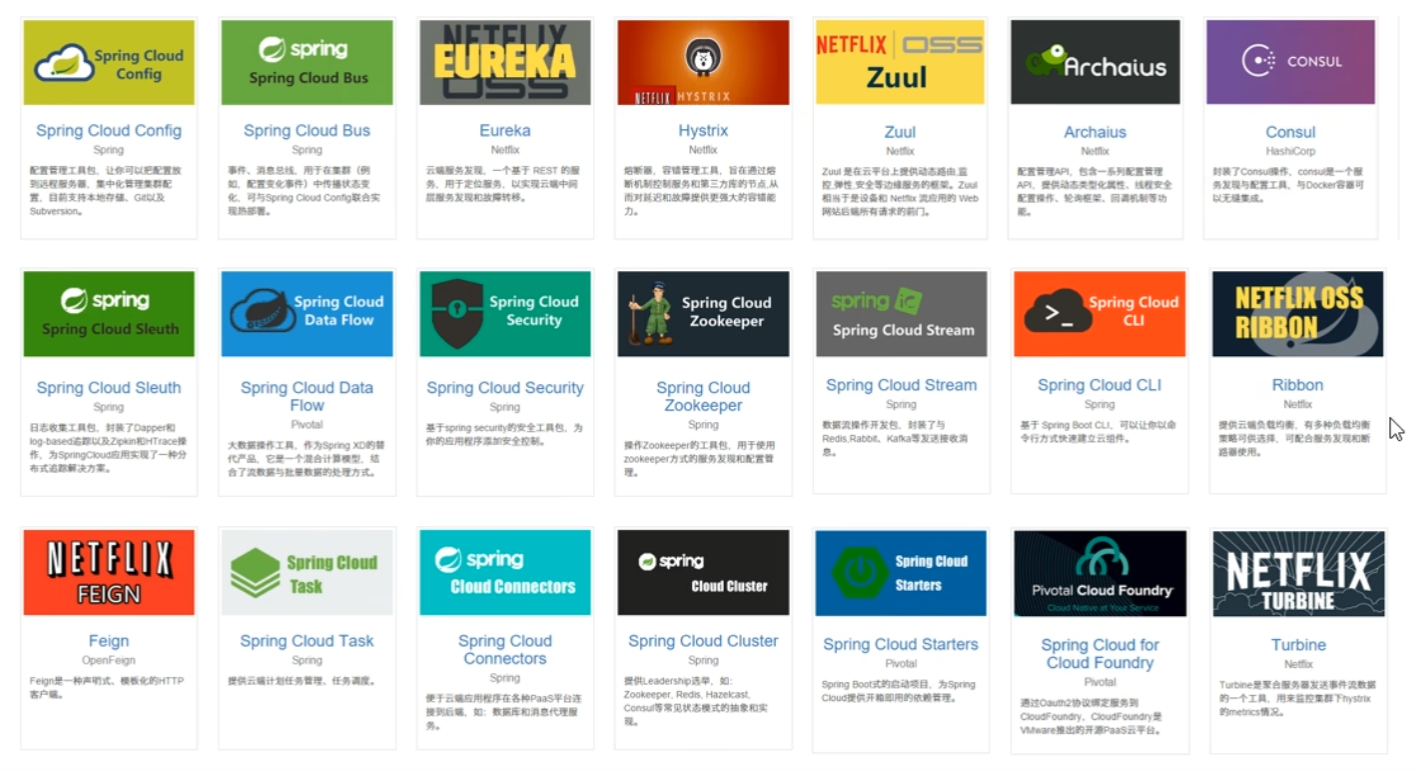 Spring Cloud
Config
Spring Cloud Config
Spring
配置管理工具包，让你可以把配置放
到远程服务器，集中化管理集群配
置，目前支持本地存储、Git以及
Subversion。
spring
Spring Cloud Bus
Spring Cloud Bus
Spring
事件、消息总线，用于在集群（例
如，配置变化事件）中传播状态变
化，可与Spring Cloud Config联合实
现热部署。
NETFLIX
EUREKA
OSS
Eureka
Netflix
云端服务发现，一个基于 REST 的服
务，用于定位服务，以实现云端中间
层服务发现和故障转移。
NETFLIX HYSTRIX
Hystrix
Netflix
熔断器，容错管理工具，旨在通过熔
断机制控制服务和第三方库的节点,从
而对延迟和故障提供更强大的容错能
力。
NETFLIX | OSS
Zuul
Zuul
Netflix
Zuul 是在云平台上提供动态路由,监
控,弹性,安全等边缘服务的框架。Zuul
相当于是设备和 Netflix 流应用的 Web
网站后端所有请求的前门。
Archaius
Archaius
Netflix
配置管理API，包含一系列配置管理
API，提供动态类型化属性、线程安全
配置操作、轮询框架、回调机制等功
能。
CONSUL
Consul
HashiCorp
封装了Consul操作，consul是一个服
务发现与配置工具，与Docker容器可
以无缝集成。
spring
Spring Cloud Sleuth
Spring Cloud Sleuth
Spring
日志收集工具包，封装了Dapper和
log-based追踪以及Zipkin和HTrace操
作，为SpringCloud应用实现了一种分
布式追踪解决方案。
Spring Cloud
Data Flow
Spring Cloud Data
Flow
Pivotal
大数据操作工具，作为Spring XD的替
代产品，它是一个混合计算模型，结
合了流数据与批量数据的处理方式。
Spring Cloud
Security
Spring Cloud Security
Spring
基于spring security的安全工具包，为
你的应用程序添加安全控制。
Spring Cloud
Zookeeper
Spring Cloud
Zookeeper
Spring
操作Zookeeper的工具包，用于使用
zookeeper方式的服务发现和配置管
理。
spring
Spring Cloud Stream
Spring Cloud Stream
Spring
数据流操作开发包，封装了与
Redis,Rabbit、Kafka等发送接收消
息。
Spring Cloud
CLI
Spring Cloud CLI
Spring
基于 Spring Boot CLI，可以让你以命
令行方式快速建立云组件。
NETFLIX OSS
RIBBON
Ribbon
Netflix
提供云端负载均衡，有多种负载均衡
策略可供选择，可配合服务发现和断
路器使用。
NETFLIX
FEIGN
Feign
OpenFeign
Feign是一种声明式、模板化的HTTP
客户端。
Spring Cloud
Task
Spring Cloud Task
Spring
提供云端计划任务管理、任务调度。
spring
Cloud Connectors
Spring Cloud
Connectors
Spring
便于云端应用程序在各种PaaS平台连
接到后端，如：数据库和消息代理服
务。
spring
Cloud Cluster
Spring Cloud Cluster
Spring
提供Leadership选举，如：
Zookeeper, Redis, Hazelcast,
Consul等常见状态模式的抽象和实
现。
Spring Cloud
Starters
Spring Cloud Starters
Pivotal
Spring Boot式的启动项目，为Spring
Cloud提供开箱即用的依赖管理。
Pivotal Cloud Foundry
Cloud Native at Your Service
Spring Cloud for
Cloud Foundry
Pivotal
通过Oauth2协议绑定服务到
CloudFoundry，CloudFoundry是
VMware推出的开源PaaS云平台。
NETFLIX
TURBINE
Turbine
Netflix
Turbine是聚合服务器发送事件流数据
的一个工具，用来监控集群下hystrix
的metrics情况。